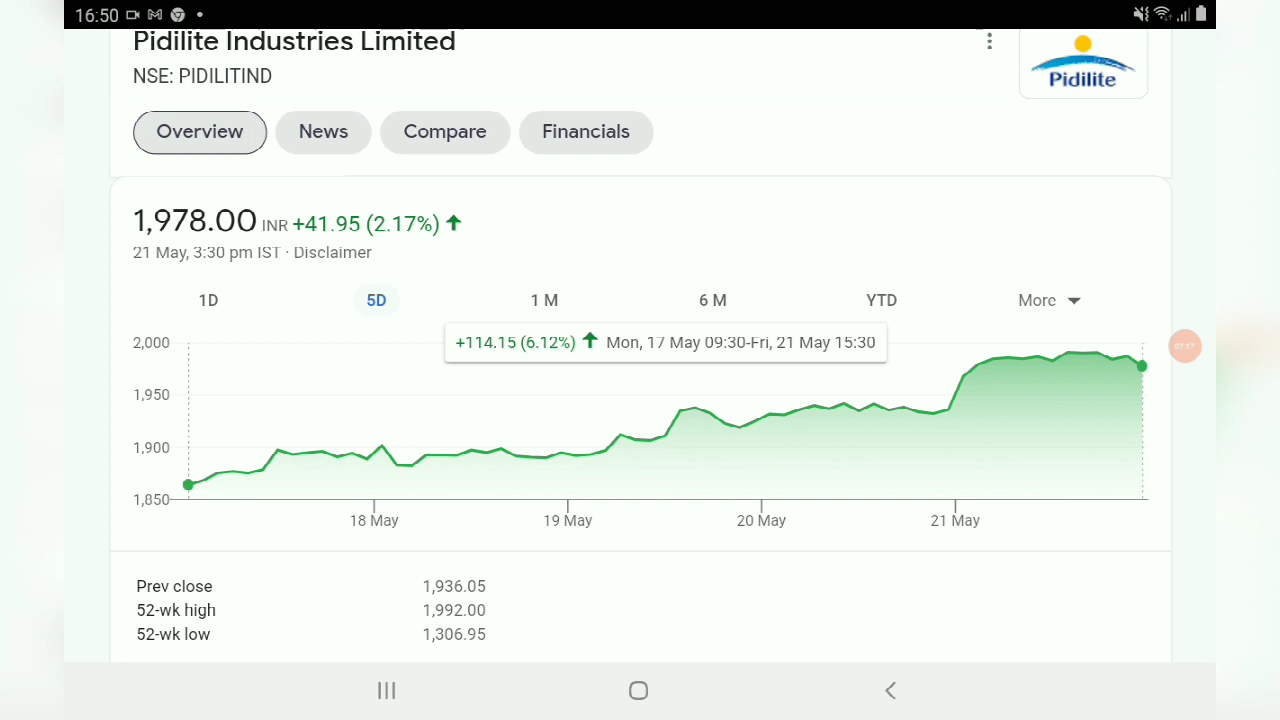 16:50
Pidilite Industries Limited
NSE: PIDILITIND
Pidilite
Overview News Compare Financials
1,978.00 INR +41.95 (2.17%)
21 May, 3:30 pm IST · Disclaimer
1D 5D 1 M 6 M YTD More
+114.15 (6.12%) Mon, 17 May 09:30-Fri, 21 May 15:30
07:17
2,000
1,950
1,900
1,850
18 May 19 May 20 May 21 May
Prev close 1,936.05
52-wk high 1,992.00
52-wk low 1,306.95